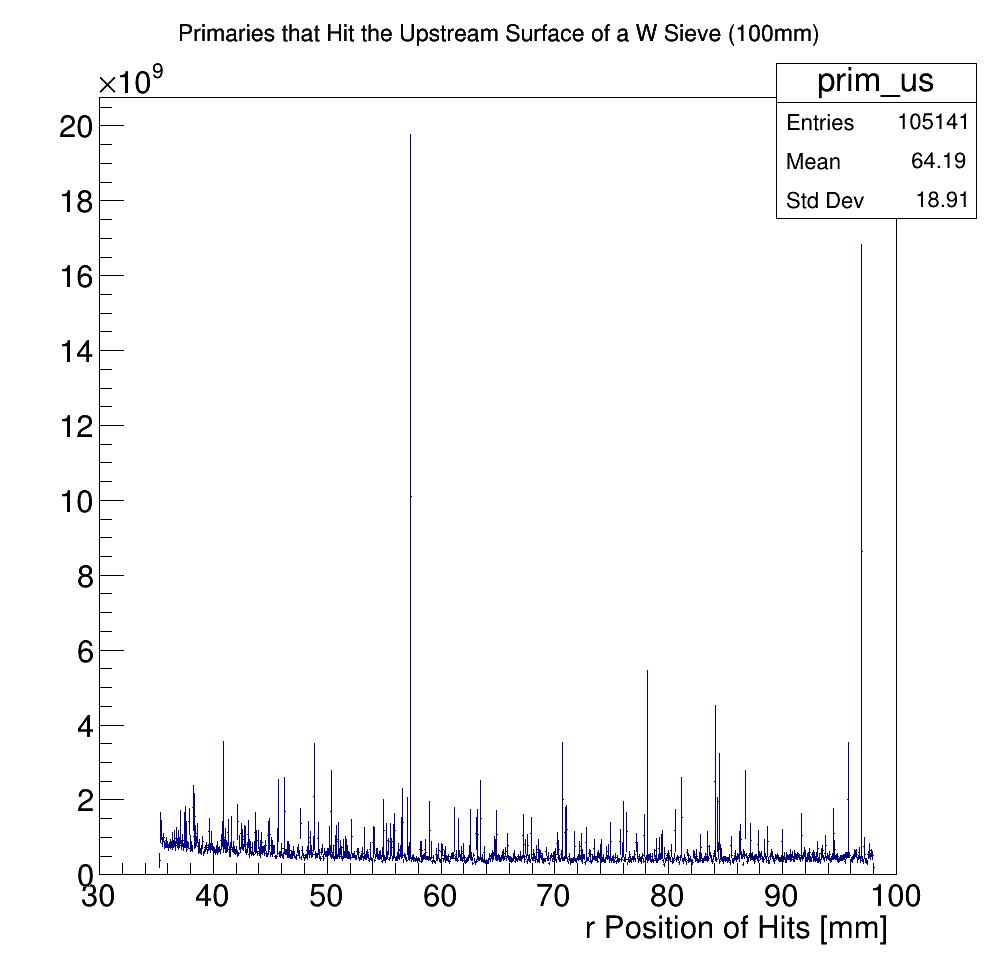 Primaries that Hit the Upstream Surface of a W Sieve (100mm)
×10⁹
prim_us
Entries 105141
Mean 64.19
Std Dev 18.91
20
18
16
14
12
10
8
6
4
2
0
30 40 50 60 70 80 90 100
r Position of Hits [mm]